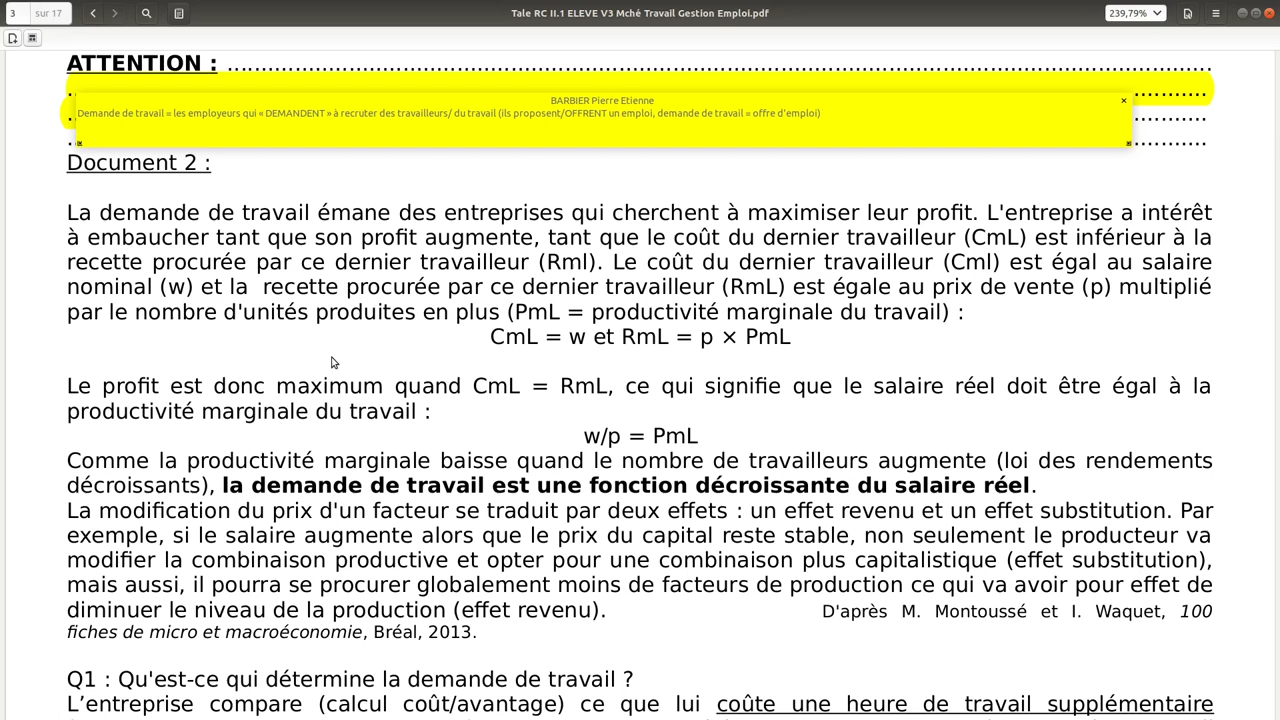 3 sur 17 Tale RC II.1 ELEVE V3 Mché Travail Gestion Emploi.pdf 239,79%
ATTENTION : ........................................................................................................................
BARBIER Pierre Etienne
Demande de travail = les employeurs qui « DEMANDENT » à recruter des travailleurs/ du travail (ils proposent/OFFRENT un emploi, demande de travail = offre d'emploi)
Document 2 :
La demande de travail émane des entreprises qui cherchent à maximiser leur profit. L'entreprise a intérêt
à embaucher tant que son profit augmente, tant que le coût du dernier travailleur (CmL) est inférieur à la
recette procurée par ce dernier travailleur (Rml). Le coût du dernier travailleur (Cml) est égal au salaire
nominal (w) et la recette procurée par ce dernier travailleur (RmL) est égale au prix de vente (p) multiplié
par le nombre d'unités produites en plus (PmL = productivité marginale du travail) :
CmL = w et RmL = p × PmL
Le profit est donc maximum quand CmL = RmL, ce qui signifie que le salaire réel doit être égal à la
productivité marginale du travail :
w/p = PmL
Comme la productivité marginale baisse quand le nombre de travailleurs augmente (loi des rendements
décroissants), la demande de travail est une fonction décroissante du salaire réel.
La modification du prix d'un facteur se traduit par deux effets : un effet revenu et un effet substitution. Par
exemple, si le salaire augmente alors que le prix du capital reste stable, non seulement le producteur va
modifier la combinaison productive et opter pour une combinaison plus capitalistique (effet substitution),
mais aussi, il pourra se procurer globalement moins de facteurs de production ce qui va avoir pour effet de
diminuer le niveau de la production (effet revenu). D'après M. Montoussé et I. Waquet, 100
fiches de micro et macroéconomie, Bréal, 2013.
Q1 : Qu'est-ce qui détermine la demande de travail ?
L’entreprise compare (calcul coût/avantage) ce que lui coûte une heure de travail supplémentaire